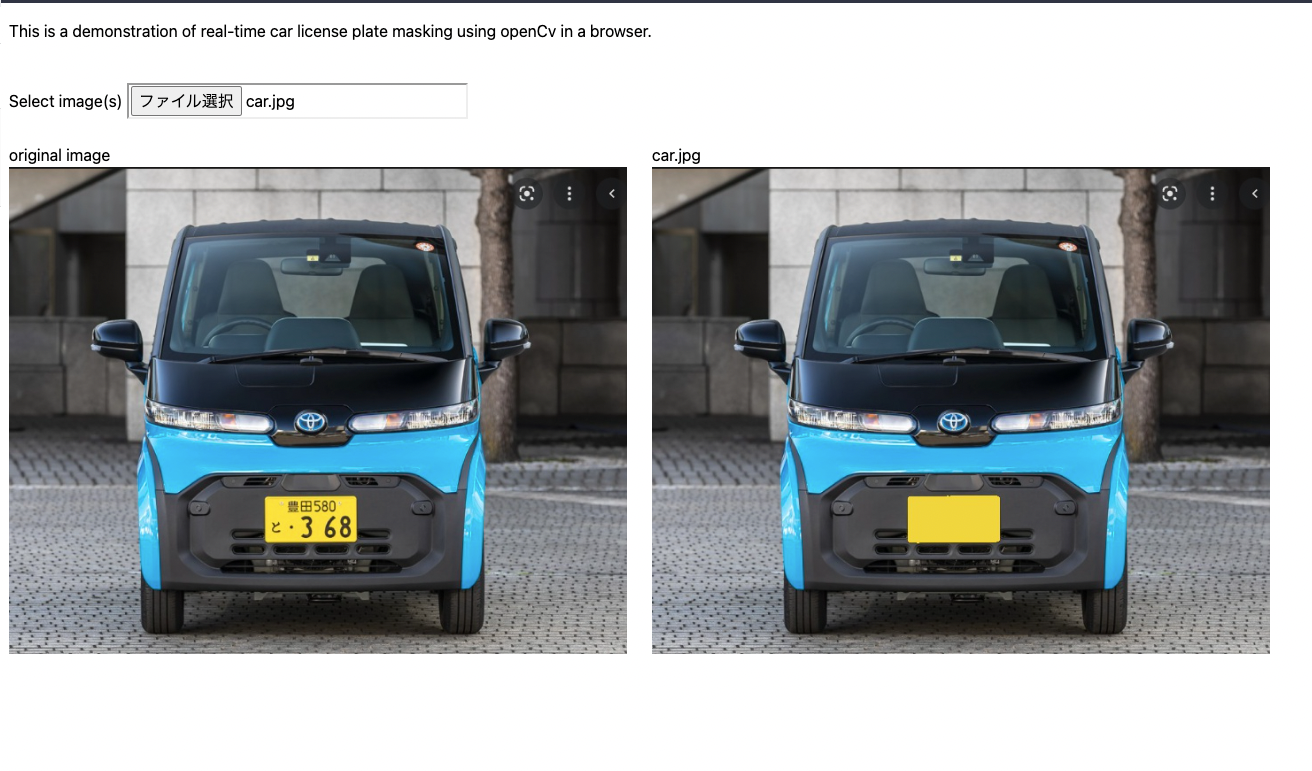 This is a demonstration of real-time car license plate masking using openCv in a browser.
Select image(s) ファイル選択 car.jpg
original image
car.jpg
豊田580
と・3 68